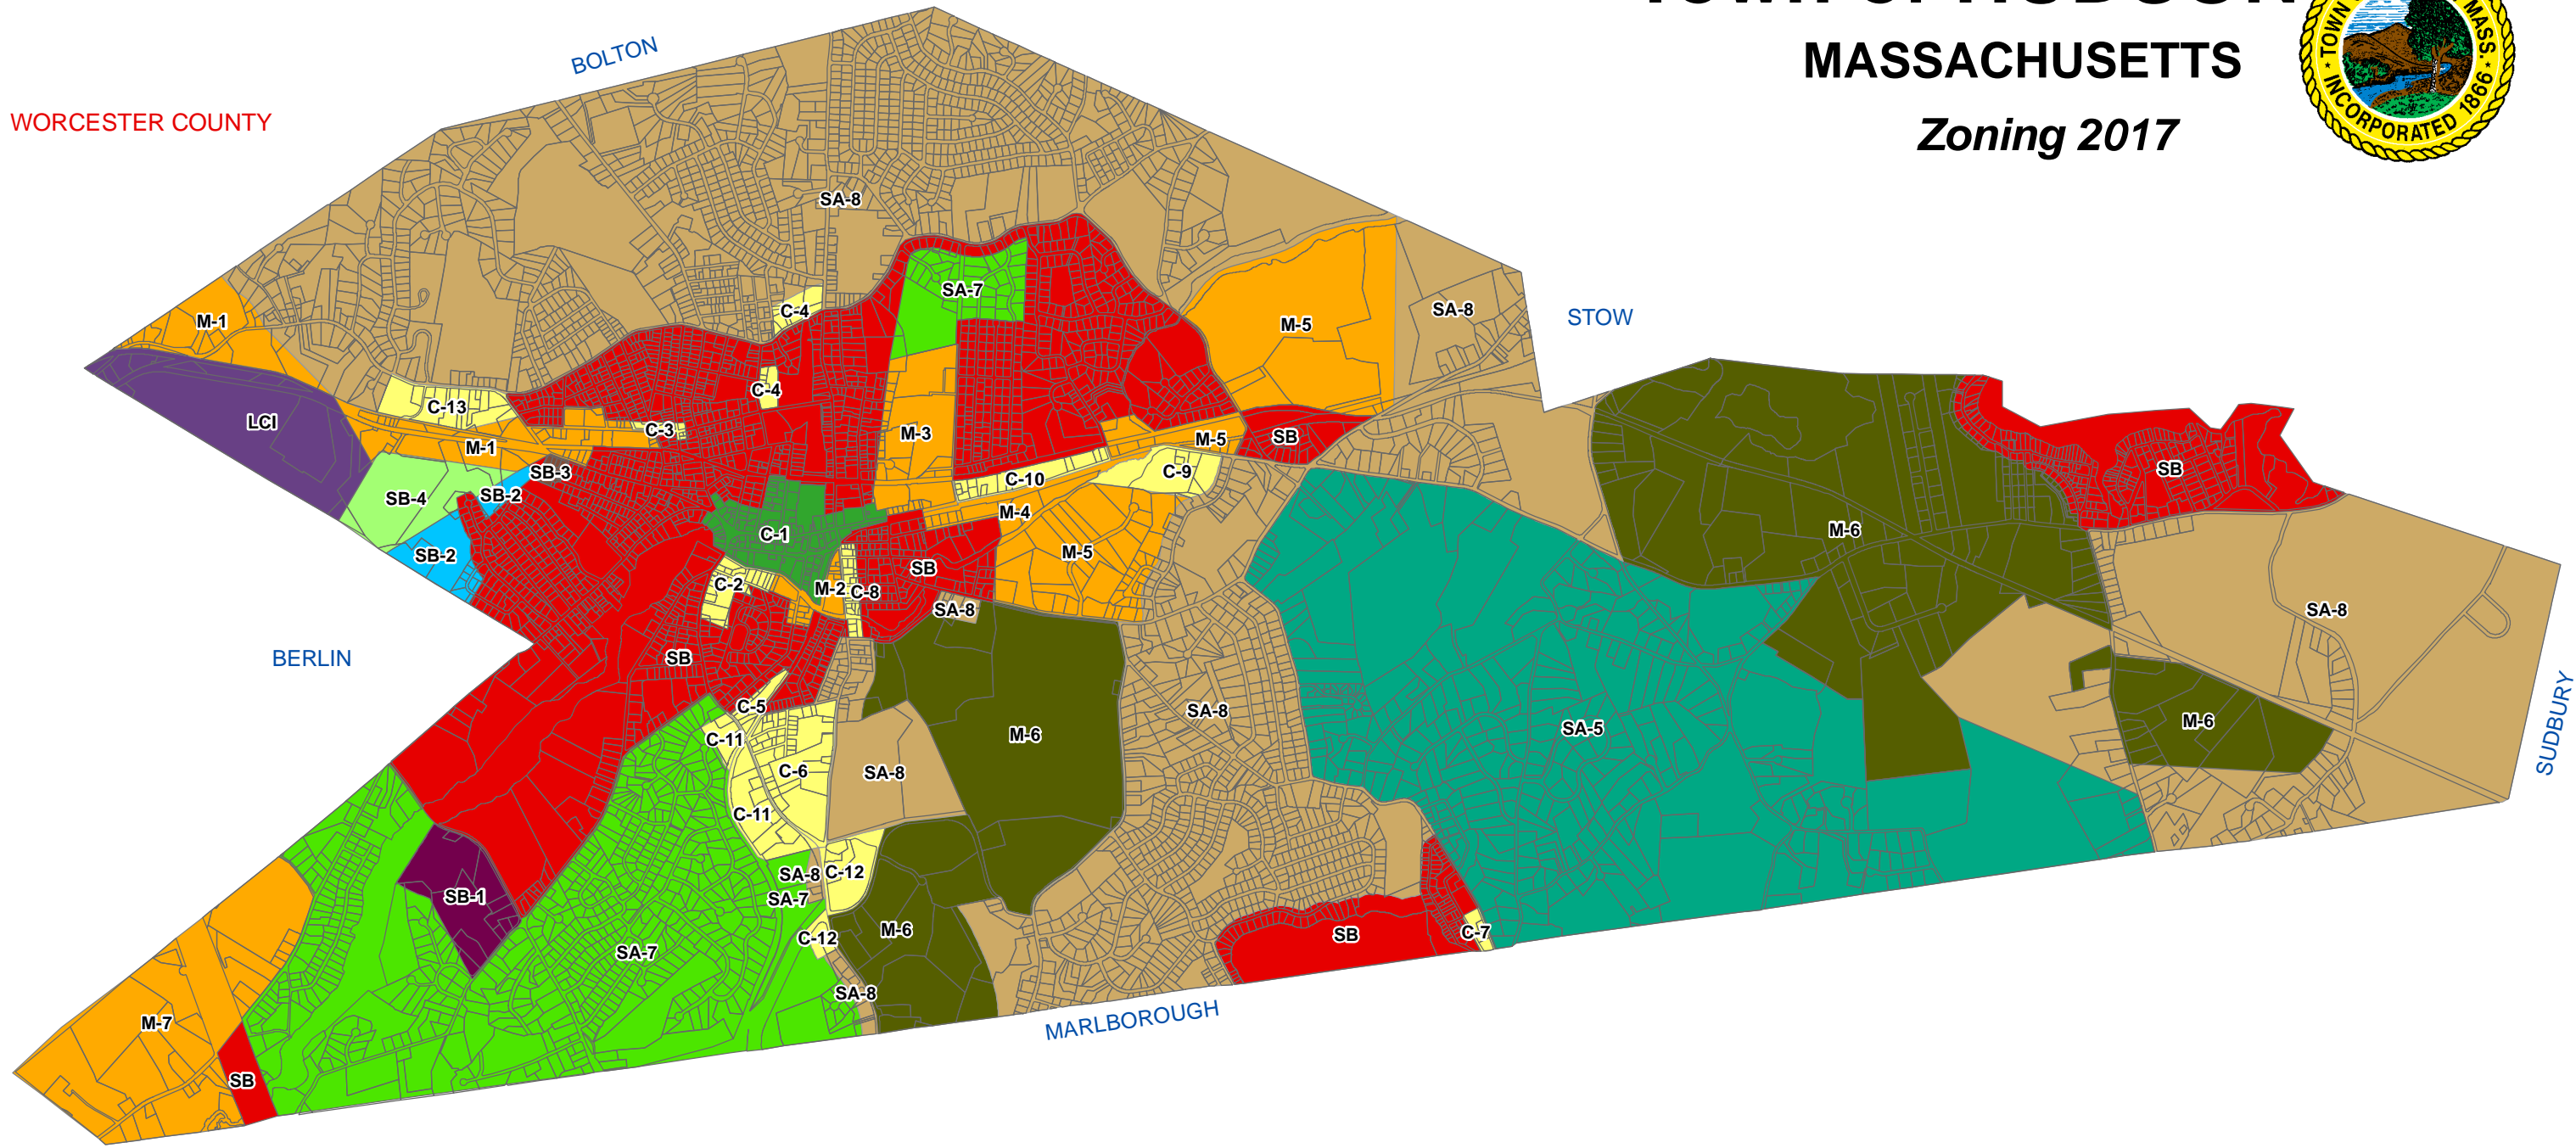 TOWN of HUDSON
MASSACHUSETTS
Zoning 2017
TOWN
MASS.
INCORPORATED 1866
BOLTON
WORCESTER COUNTY
STOW
BERLIN
MARLBOROUGH
SUDBURY
SA-8
SA-7
C-4
M-1
M-5
SA-8
C-4
C-13
LCI
C-3
M-3
M-5
SB
M-1
SB-3
C-9
C-10
SB
SB-4
SB-2
M-4
C-1
M-6
SB-2
M-5
SB
C-2
M-2
C-8
SA-8
SA-8
SB
C-5
SA-8
M-6
C-11
M-6
SA-5
C-6
SA-8
C-11
SA-8
C-12
SB-1
SA-7
M-6
SB
C-7
C-12
SA-7
SA-8
M-7
SB